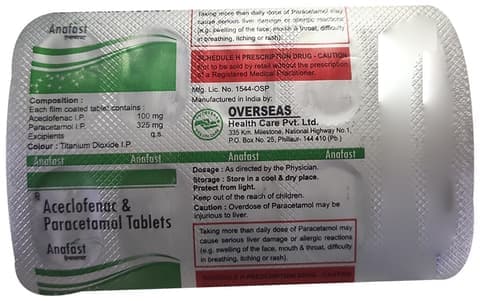 Anafast
Composition :
Each film coated tablet contains :
Aceclofenac I.P. 100 mg
Paracetamol I.P. 325 mg
Excipients q.s.
Colour : Titanium Dioxide I.P.
Taking more than daily dose of Paracetamol may
cause serious liver damage or allergic reactions
(e.g. swelling of the face, mouth & throat, difficulty
in breathing, itching or rash).
SCHEDULE H PRESCRIPTION DRUG - CAUTION
Not to be sold by retail without the prescription
of a Registered Medical Practitioner.
Mfg. Lic. No. 1544-OSP
Manufactured in India by:
OVERSEAS
Health Care Pvt. Ltd.
335 Km. Milestone, National Highway No.1,
P.O. Box No. 25, Phillaur- 144 410 (Pb.)
Anafast Anafast Anafast Anafast
Aceclofenac &
Paracetamol Tablets
Anafast
Dosage : As directed by the Physician.
Storage : Store in a cool & dry place.
Protect from light.
Keep out of the reach of children.
Caution : Overdose of Paracetamol may be
injurious to liver.
Taking more than daily dose of Paracetamol may
cause serious liver damage or allergic reactions
(e.g. swelling of the face, mouth & throat, difficulty
in breathing, itching or rash).
SCHEDULE H PRESCRIPTION DRUG - CAUTION